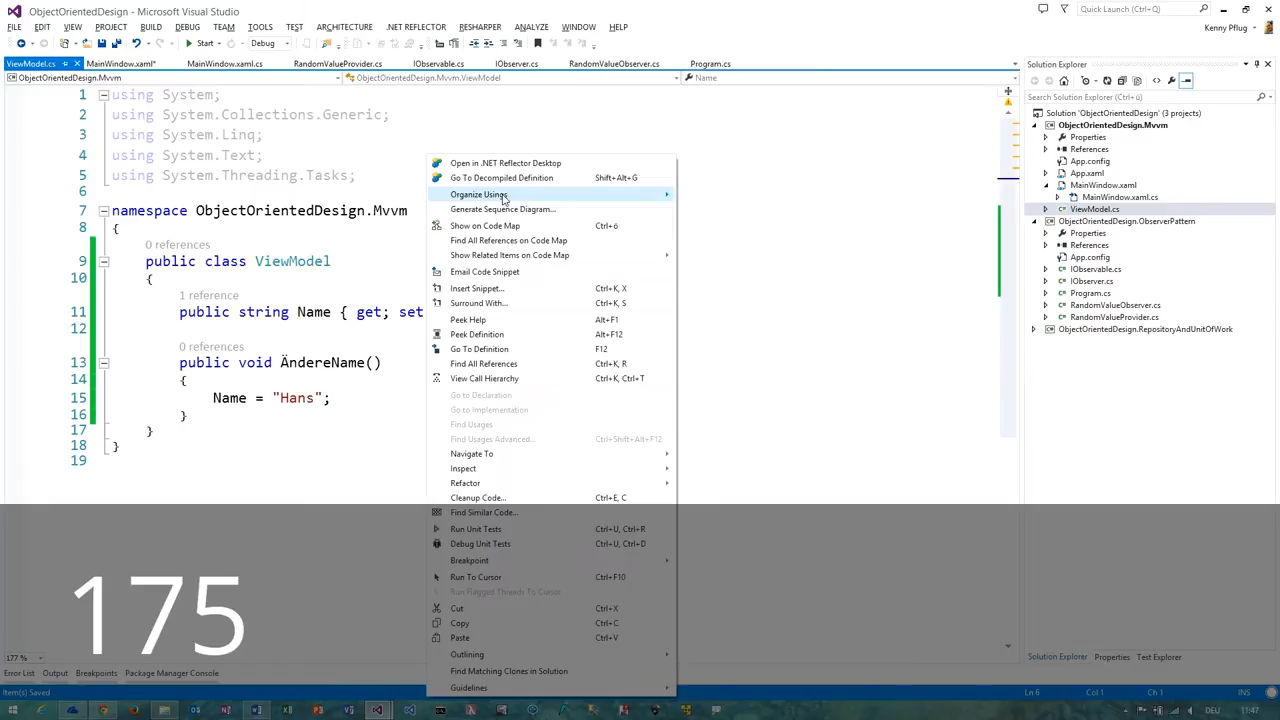 ObjectOrientedDesign - Microsoft Visual Studio
Quick Launch (Ctrl+Q)
FILE EDIT VIEW PROJECT BUILD DEBUG TEAM TOOLS TEST ARCHITECTURE .NET REFLECTOR RESHARPER ANALYZE WINDOW HELP
Kenny Pflug
Start
Debug
ViewModel.cs MainWindow.xaml* MainWindow.xaml.cs RandomValueProvider.cs IObservable.cs IObserver.cs RandomValueObserver.cs Program.cs
ObjectOrientedDesign.Mvvm ObjectOrientedDesign.Mvvm.ViewModel Name
1 using System;
2 using System.Collections.Generic;
3 using System.Linq;
4 using System.Text;
5 using System.Threading.Tasks;
6
7 namespace ObjectOrientedDesign.Mvvm
8 {
0 references
9 public class ViewModel
10 {
1 reference
11 public string Name { get; set
12
0 references
13 public void ÄndereName()
14 {
15 Name = "Hans";
16 }
17 }
18 }
19
Open in .NET Reflector Desktop
Go To Decompiled Definition Shift+Alt+G
Organize Usings
Generate Sequence Diagram...
Show on Code Map Ctrl+ö
Find All References on Code Map
Show Related Items on Code Map
Email Code Snippet
Insert Snippet... Ctrl+K, X
Surround With... Ctrl+K, S
Peek Help Alt+F1
Peek Definition Alt+F12
Go To Definition F12
Find All References Ctrl+K, R
View Call Hierarchy Ctrl+K, Ctrl+T
Go to Declaration
Go to Implementation
Find Usages
Find Usages Advanced... Ctrl+Shift+Alt+F12
Navigate To
Inspect
Refactor
Cleanup Code... Ctrl+E, C
Find Similar Code...
Run Unit Tests Ctrl+U, Ctrl+R
Debug Unit Tests Ctrl+U, Ctrl+D
Breakpoint
Run To Cursor Ctrl+F10
Run Flagged Threads To Cursor
Cut Ctrl+X
Copy Ctrl+C
Paste Ctrl+V
Outlining
Find Matching Clones in Solution
Guidelines
Solution Explorer
Search Solution Explorer (Ctrl+ü)
Solution 'ObjectOrientedDesign' (3 projects)
ObjectOrientedDesign.Mvvm
Properties
References
App.config
App.xaml
MainWindow.xaml
MainWindow.xaml.cs
ViewModel.cs
ObjectOrientedDesign.ObserverPattern
Properties
References
App.config
IObservable.cs
IObserver.cs
Program.cs
RandomValueObserver.cs
RandomValueProvider.cs
ObjectOrientedDesign.RepositoryAndUnitOfWork
175
177 %
Solution Explorer Properties Test Explorer
Error List Output Breakpoints Package Manager Console
Item(s) Saved
Ln 6 Col 1 Ch 1 INS
DEU 11:47